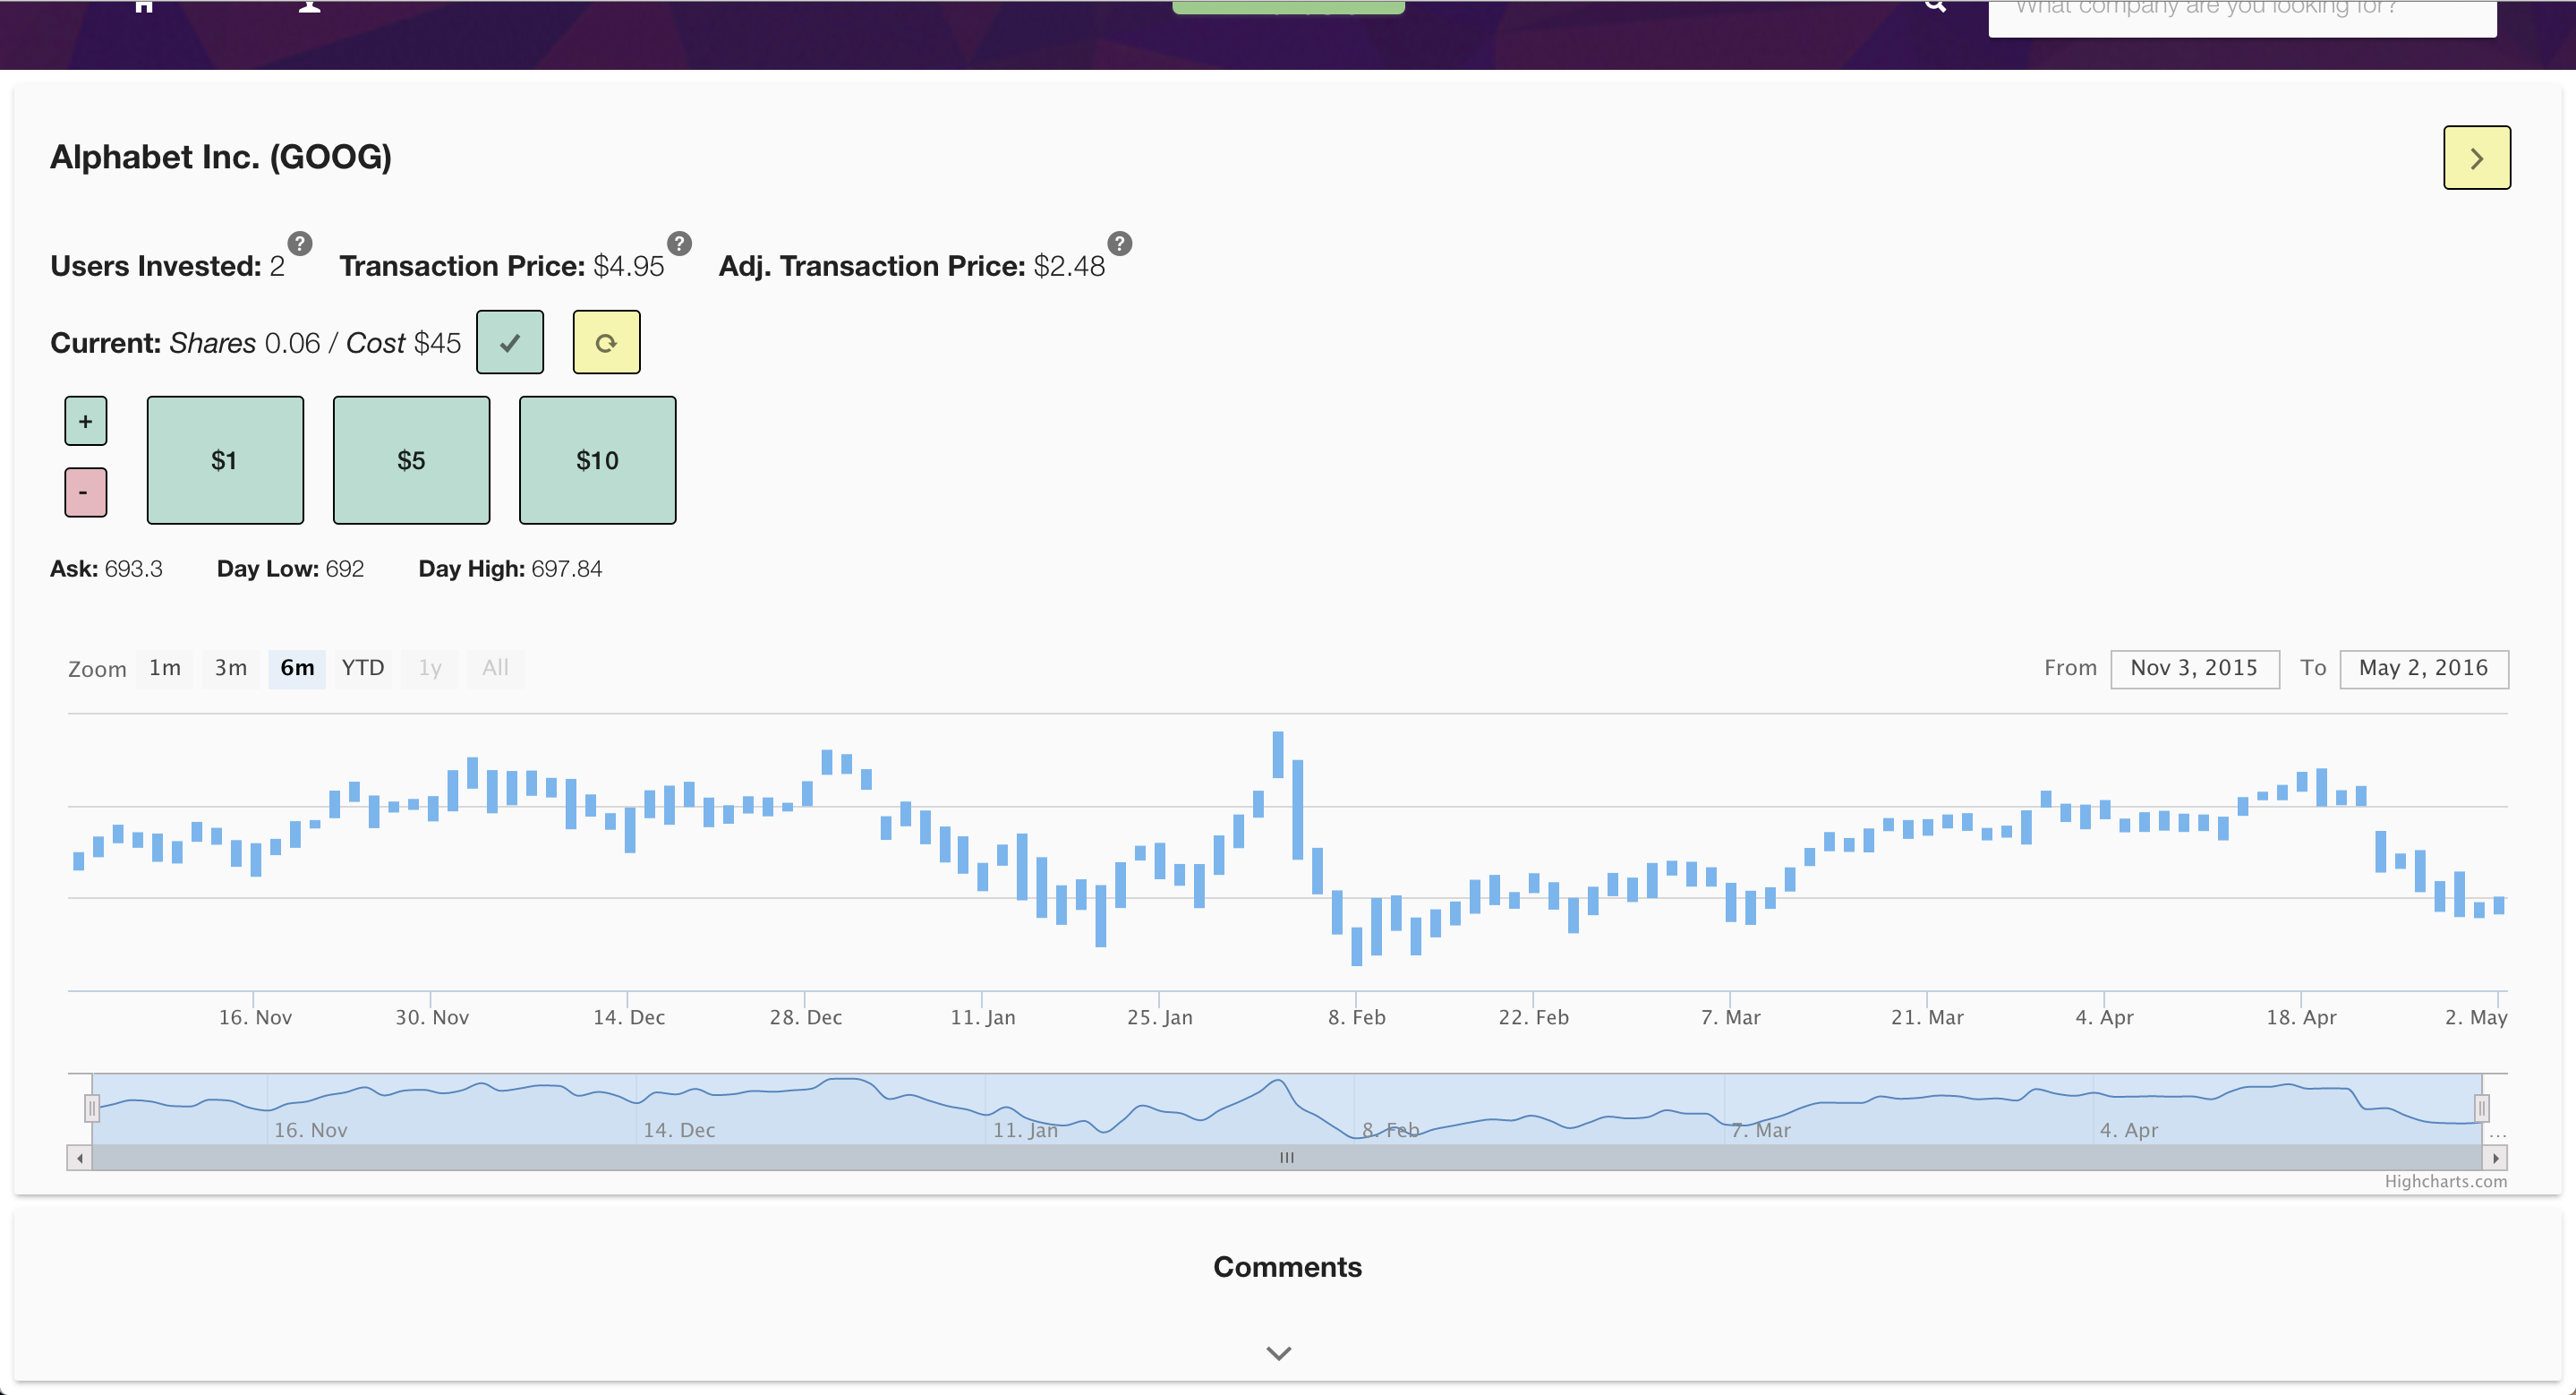 What company are you looking for?
Alphabet Inc. (GOOG)
Users Invested: 2 ? Transaction Price: $4.95 ? Adj. Transaction Price: $2.48 ?
Current: Shares 0.06 / Cost $45
+
$1 $5 $10
-
Ask: 693.3 Day Low: 692 Day High: 697.84
Zoom 1m 3m 6m YTD 1y All From Nov 3, 2015 To May 2, 2016
16. Nov 30. Nov 14. Dec 28. Dec 11. Jan 25. Jan 8. Feb 22. Feb 7. Mar 21. Mar 4. Apr 18. Apr 2. May
16. Nov 14. Dec 11. Jan 8. Feb 7. Mar 4. Apr ...
Highcharts.com
Comments